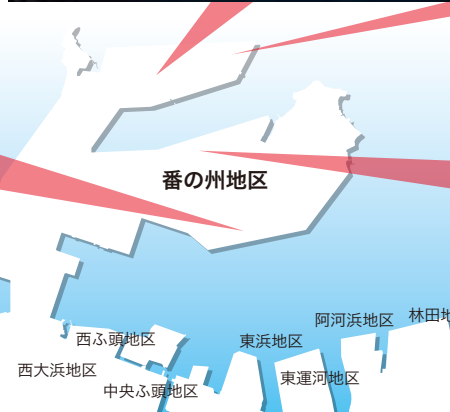 番の州地区
阿河浜地区
林田地
西ふ頭地区
東浜地区
西大浜地区
東運河地区
中央ふ頭地区